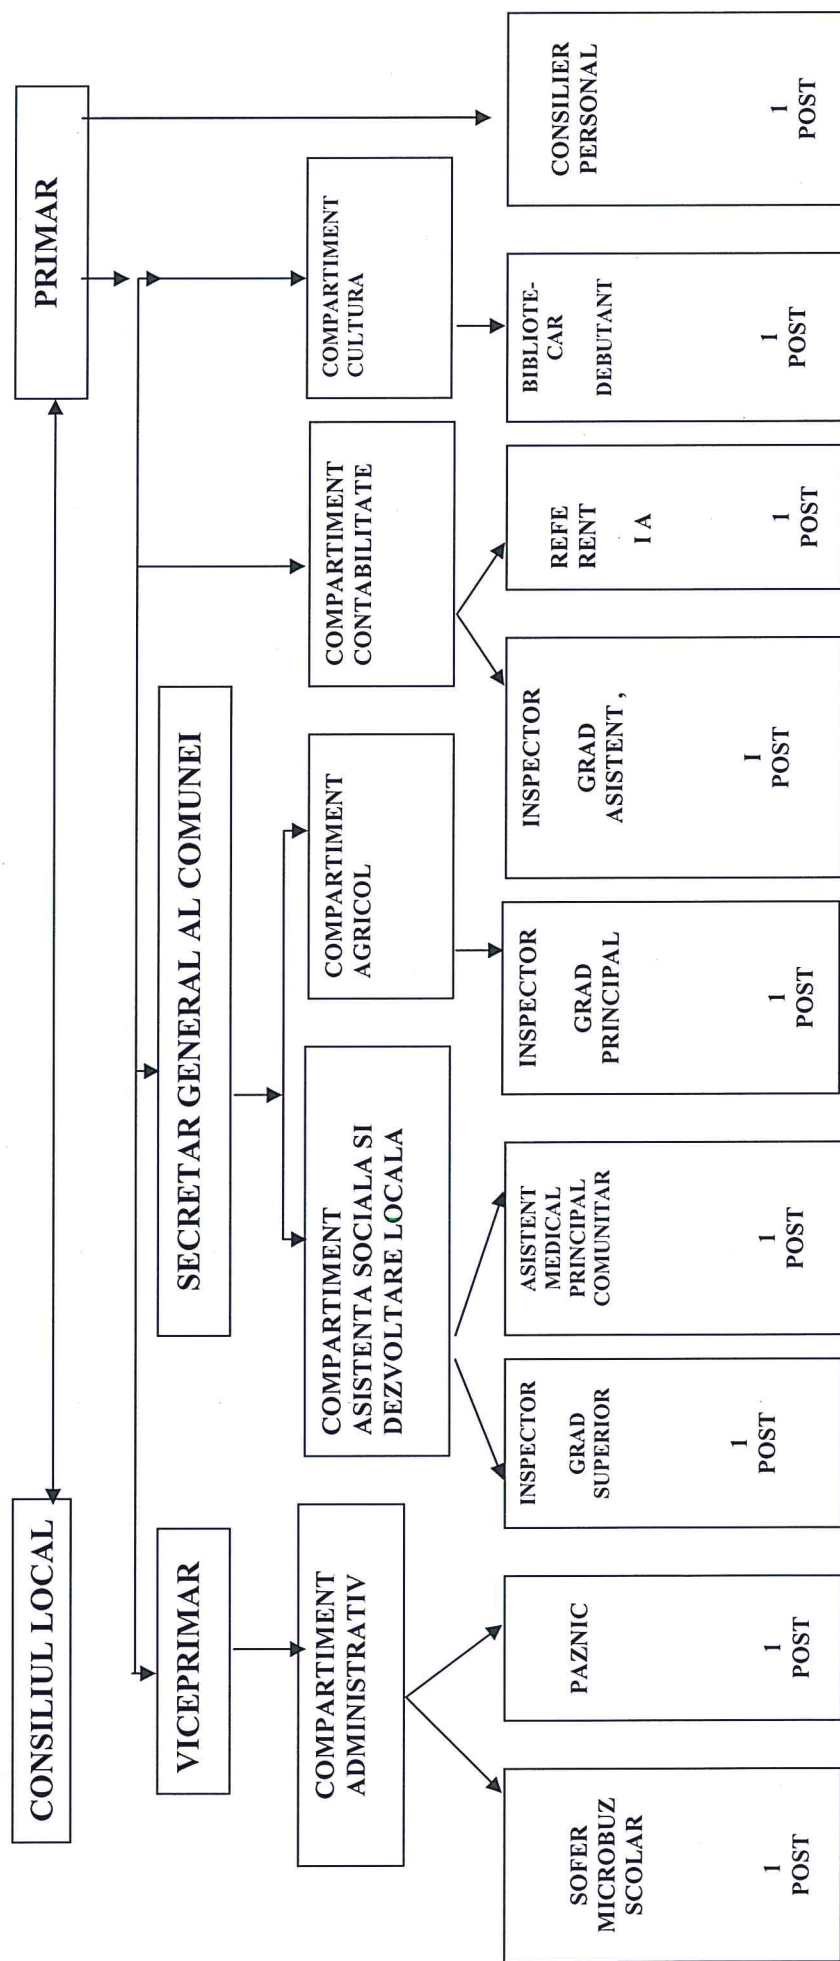 CONSILIUL LOCAL
PRIMAR
VICEPRIMAR
SECRETAR GENERAL AL COMUNEI
COMPARTIMENT
ADMINISTRATIV
COMPARTIMENT
ASISTENTA SOCIALA SI
DEZVOLTARE LOCALA
COMPARTIMENT
AGRICOL
COMPARTIMENT
CONTABILITATE
COMPARTIMENT
CULTURA
SOFER
MICROBUZ
SCOLAR
1
POST
PAZNIC
1
POST
INSPECTOR
GRAD
SUPERIOR
1
POST
ASISTENT
MEDICAL
PRINCIPAL
COMUNITAR
1
POST
INSPECTOR
GRAD
PRINCIPAL
1
POST
INSPECTOR
GRAD
ASISTENT ,
I
POST
REFE
RENT
I A
1
POST
BIBLIOTE-
CAR
DEBUTANT
1
POST
CONSILIER
PERSONAL
1
POST